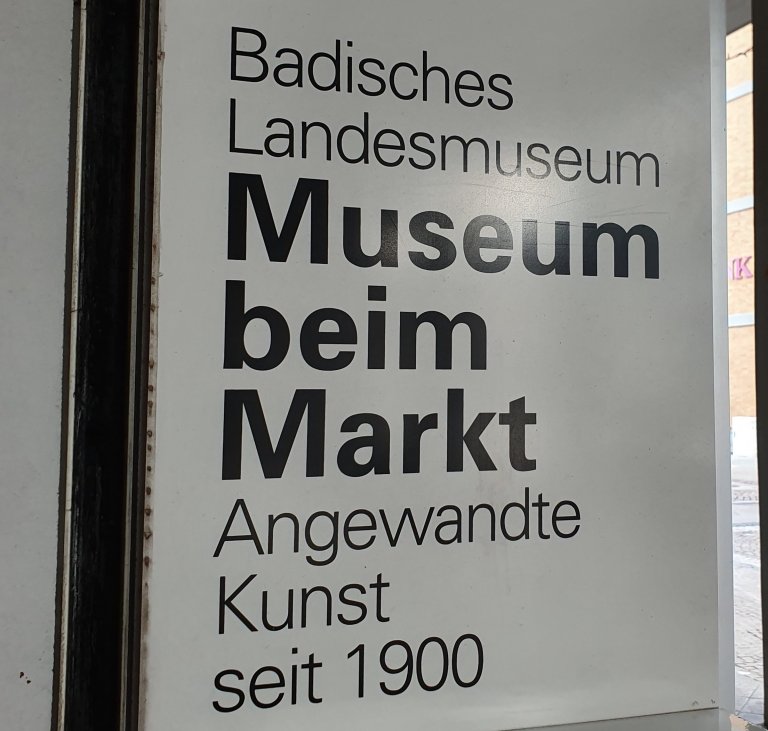 Badisches
Landesmuseum
Museum
beim
Markt
Angewandte
Kunst
seit 1900
K